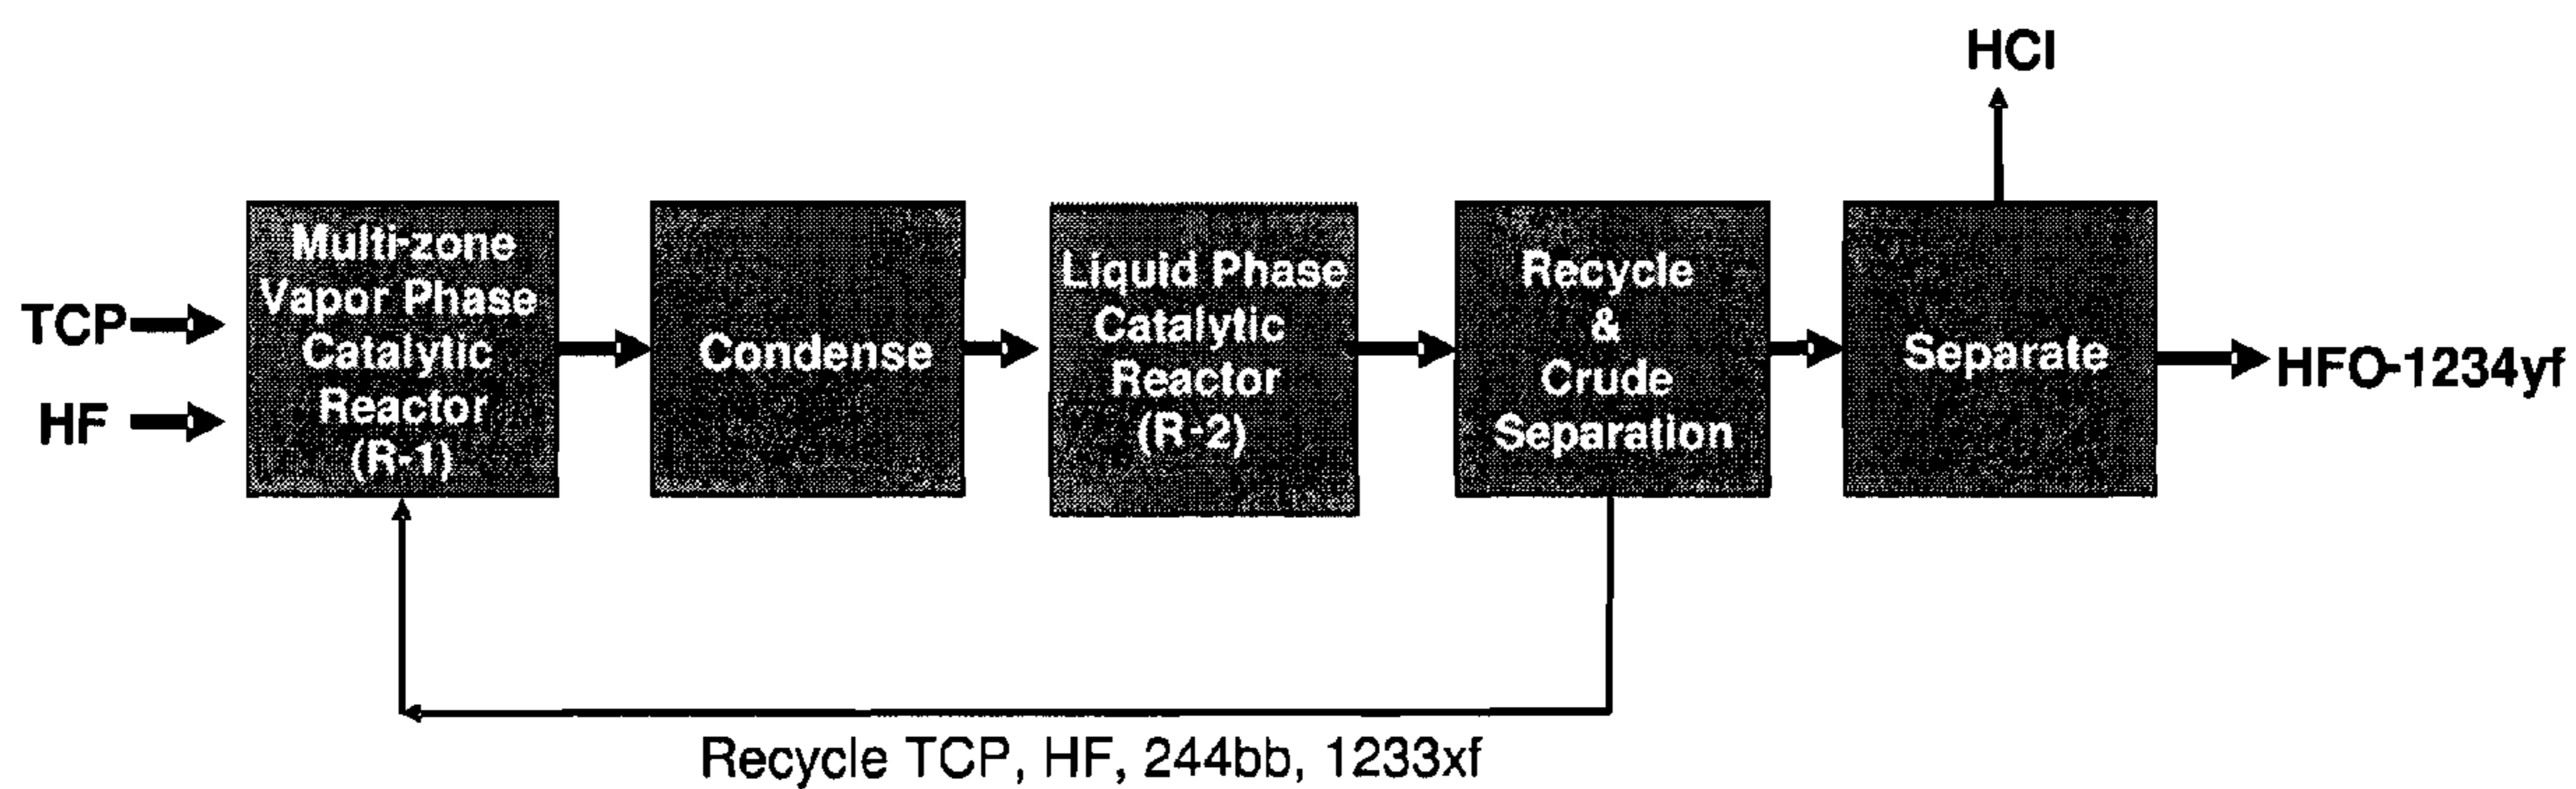 HCl
TCP
HF
Multi-zone
Vapor Phase
Catalytic
Reactor
(R-1)
Condense
Liquid Phase
Catalytic
Reactor
(R-2)
Recycle
&
Crude
Separation
Separate
HFO-1234yf
Recycle TCP, HF, 244bb, 1233xf